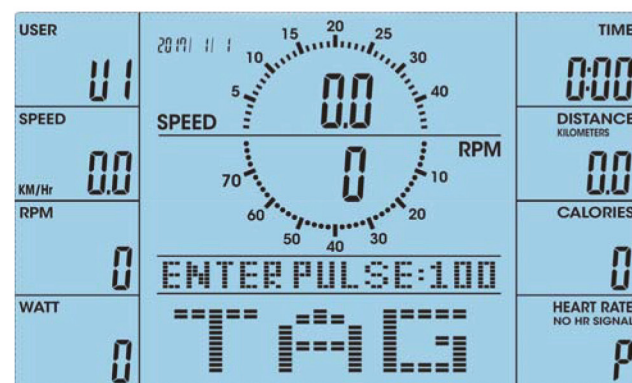 USER
U1
SPEED
KM/Hr 0.0
RPM
0
WATT
0
2017/ 1/ 1
5 10 15 20 25 30 40
0.0
SPEED
RPM
0
70 60 50 40 30 20 10
ENTER PULSE:100
TAG
TIME
0:00
DISTANCE
KILOMETERS
0.0
CALORIES
0
HEART RATE
NO HR SIGNAL
P